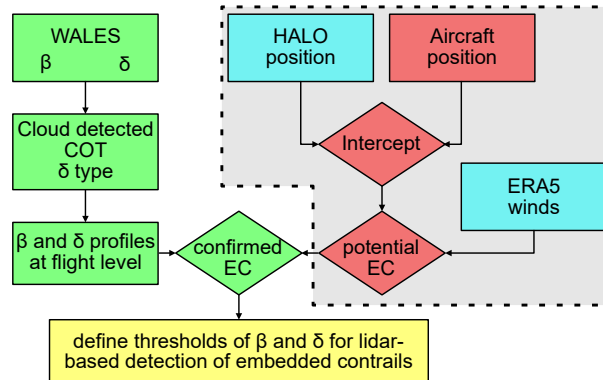 WALES
β δ
Cloud detected
COT
δ type
β and δ profiles
at flight level
HALO
position
Aircraft
position
Intercept
ERA5
winds
potential
EC
confirmed
EC
define thresholds of β and δ for lidar-
based detection of embedded contrails